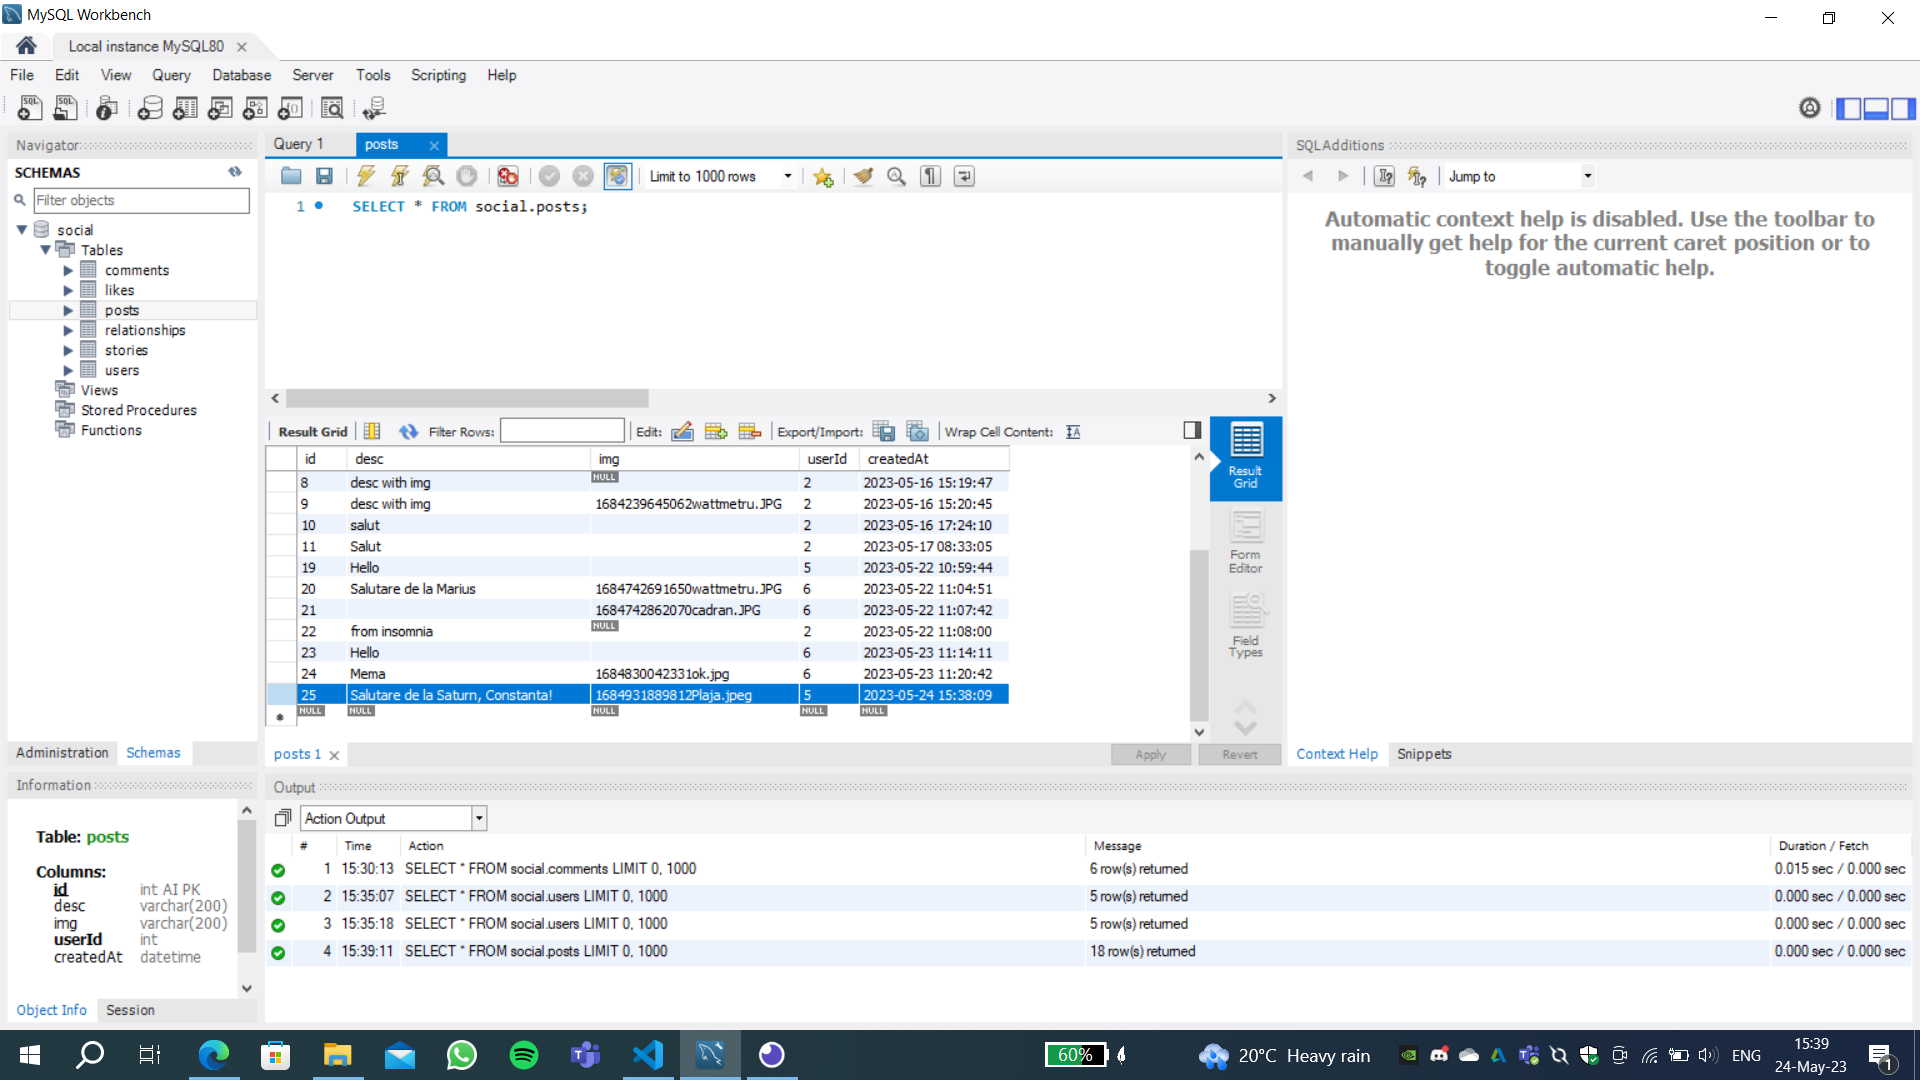 MySQL Workbench
Local instance MySQL80
File Edit View Query Database Server Tools Scripting Help
Navigator
SCHEMAS
Filter objects
social
Tables
comments
likes
posts
relationships
stories
users
Views
Stored Procedures
Functions
Administration Schemas
Information
Table: posts
Columns:
id int AI PK
desc varchar(200)
img varchar(200)
userId int
createdAt datetime
Object Info Session
Query 1 posts
Limit to 1000 rows
1 SELECT * FROM social.posts;
Result Grid Filter Rows: Edit: Export/Import: Wrap Cell Content:
id desc img userId createdAt
8 desc with img NULL 2 2023-05-16 15:19:47
9 desc with img 1684239645062wattmetru.JPG 2 2023-05-16 15:20:45
10 salut 2 2023-05-16 17:24:10
11 Salut 2 2023-05-17 08:33:05
19 Hello 5 2023-05-22 10:59:44
20 Salutare de la Marius 1684742691650wattmetru.JPG 6 2023-05-22 11:04:51
21 1684742862070cadran.JPG 6 2023-05-22 11:07:42
22 from insomnia NULL 2 2023-05-22 11:08:00
23 Hello 6 2023-05-23 11:14:11
24 Mema 1684830042331ok.jpg 6 2023-05-23 11:20:42
25 Salutare de la Saturn, Constanta! 1684931889812Plaja.jpeg 5 2023-05-24 15:38:09
NULL NULL NULL NULL NULL
Result Grid
Form Editor
Field Types
posts 1 Apply Revert
SQLAdditions
Jump to
Automatic context help is disabled. Use the toolbar to
manually get help for the current caret position or to
toggle automatic help.
Context Help Snippets
Output
Action Output
# Time Action Message Duration / Fetch
1 15:30:13 SELECT * FROM social.comments LIMIT 0, 1000 6 row(s) returned 0.015 sec / 0.000 sec
2 15:35:07 SELECT * FROM social.users LIMIT 0, 1000 5 row(s) returned 0.000 sec / 0.000 sec
3 15:35:18 SELECT * FROM social.users LIMIT 0, 1000 5 row(s) returned 0.000 sec / 0.000 sec
4 15:39:11 SELECT * FROM social.posts LIMIT 0, 1000 18 row(s) returned 0.000 sec / 0.000 sec
60% 20°C Heavy rain ENG 15:39
24-May-23 1